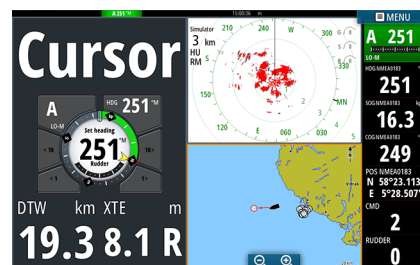 A 251 °M
15:00:36 m
MENU
Cursor
A
LO-M
HDG 251 °M
Set heading
251 °M
Rudder
<10
10>
<1
1>
DTW km XTE m
19.3 8.1 R
Simulator
3 km
HU
RM
210
240
W
300
150
120
E
060
030
MN
A 251
LO-M
HDG NMEA0183
251
SOG NMEA0183
16.3
COG NMEA0183
249
POS NMEA0183
N 58°23.113
E 5°28.507'
CMD
2
RUDDER
0